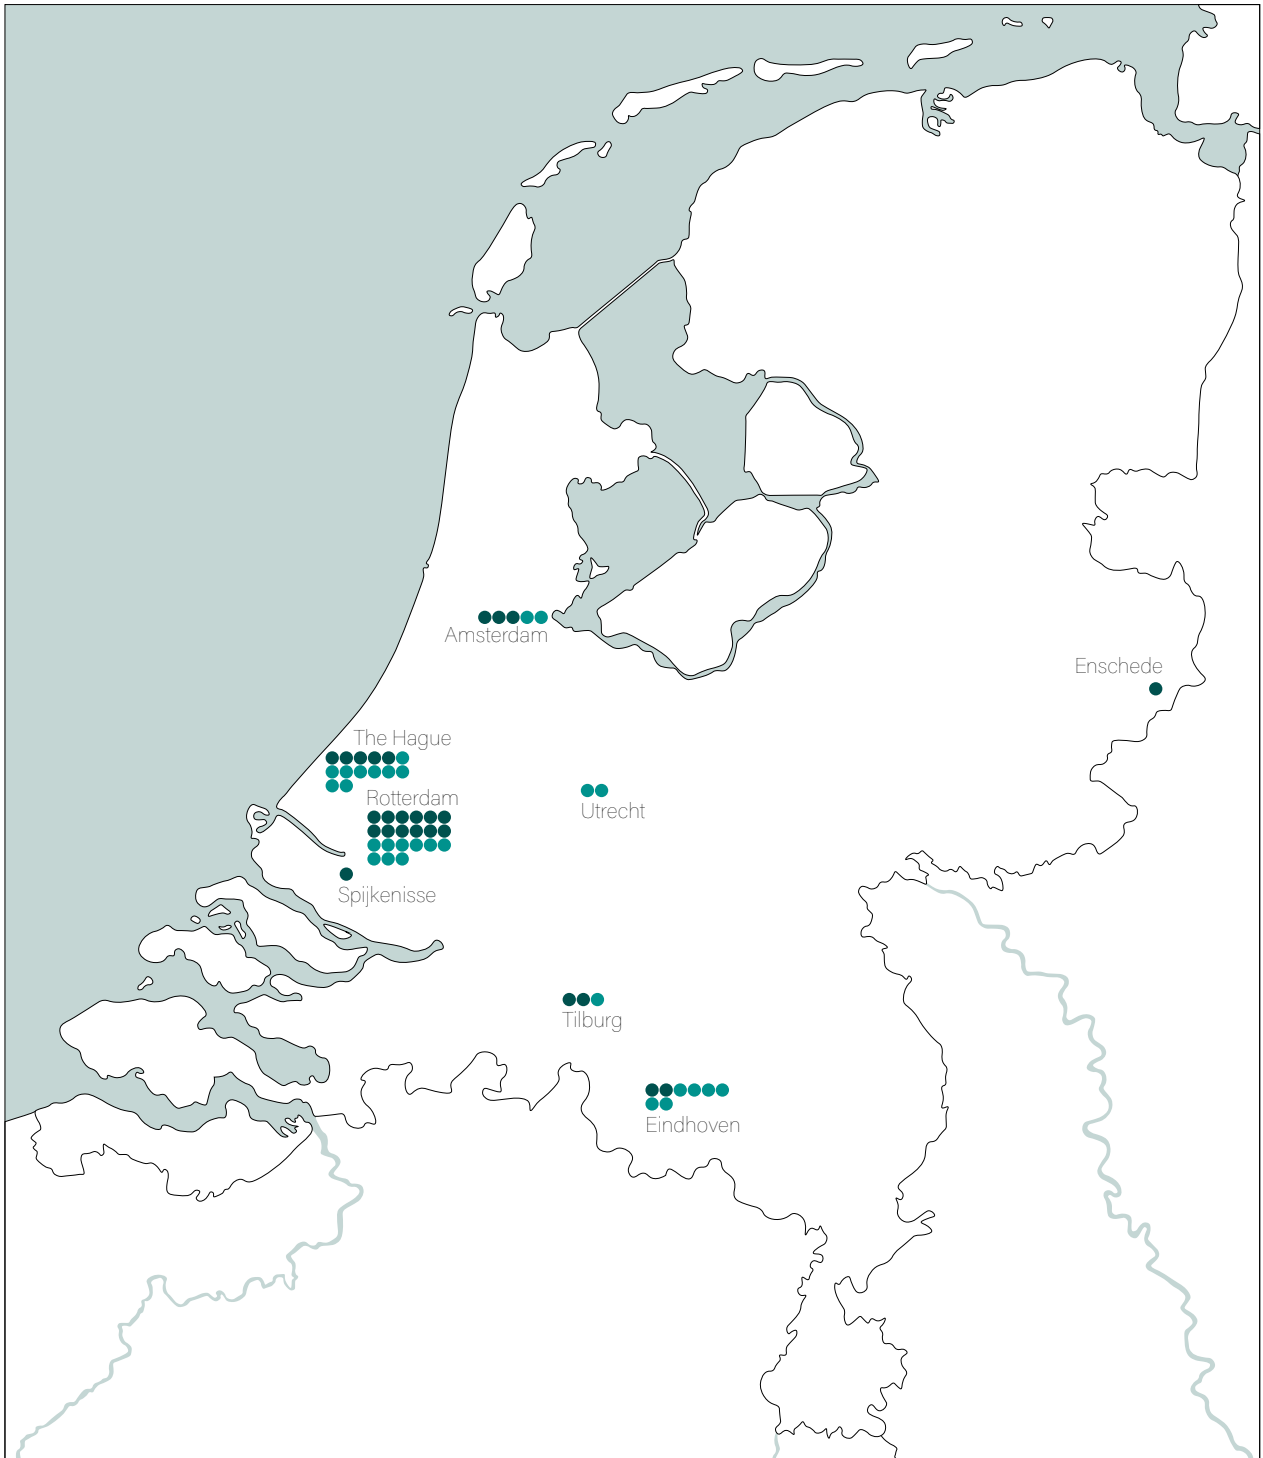 Amsterdam
Enschede
The Hague
Rotterdam
Utrecht
Spijkenisse
Tilburg
Eindhoven